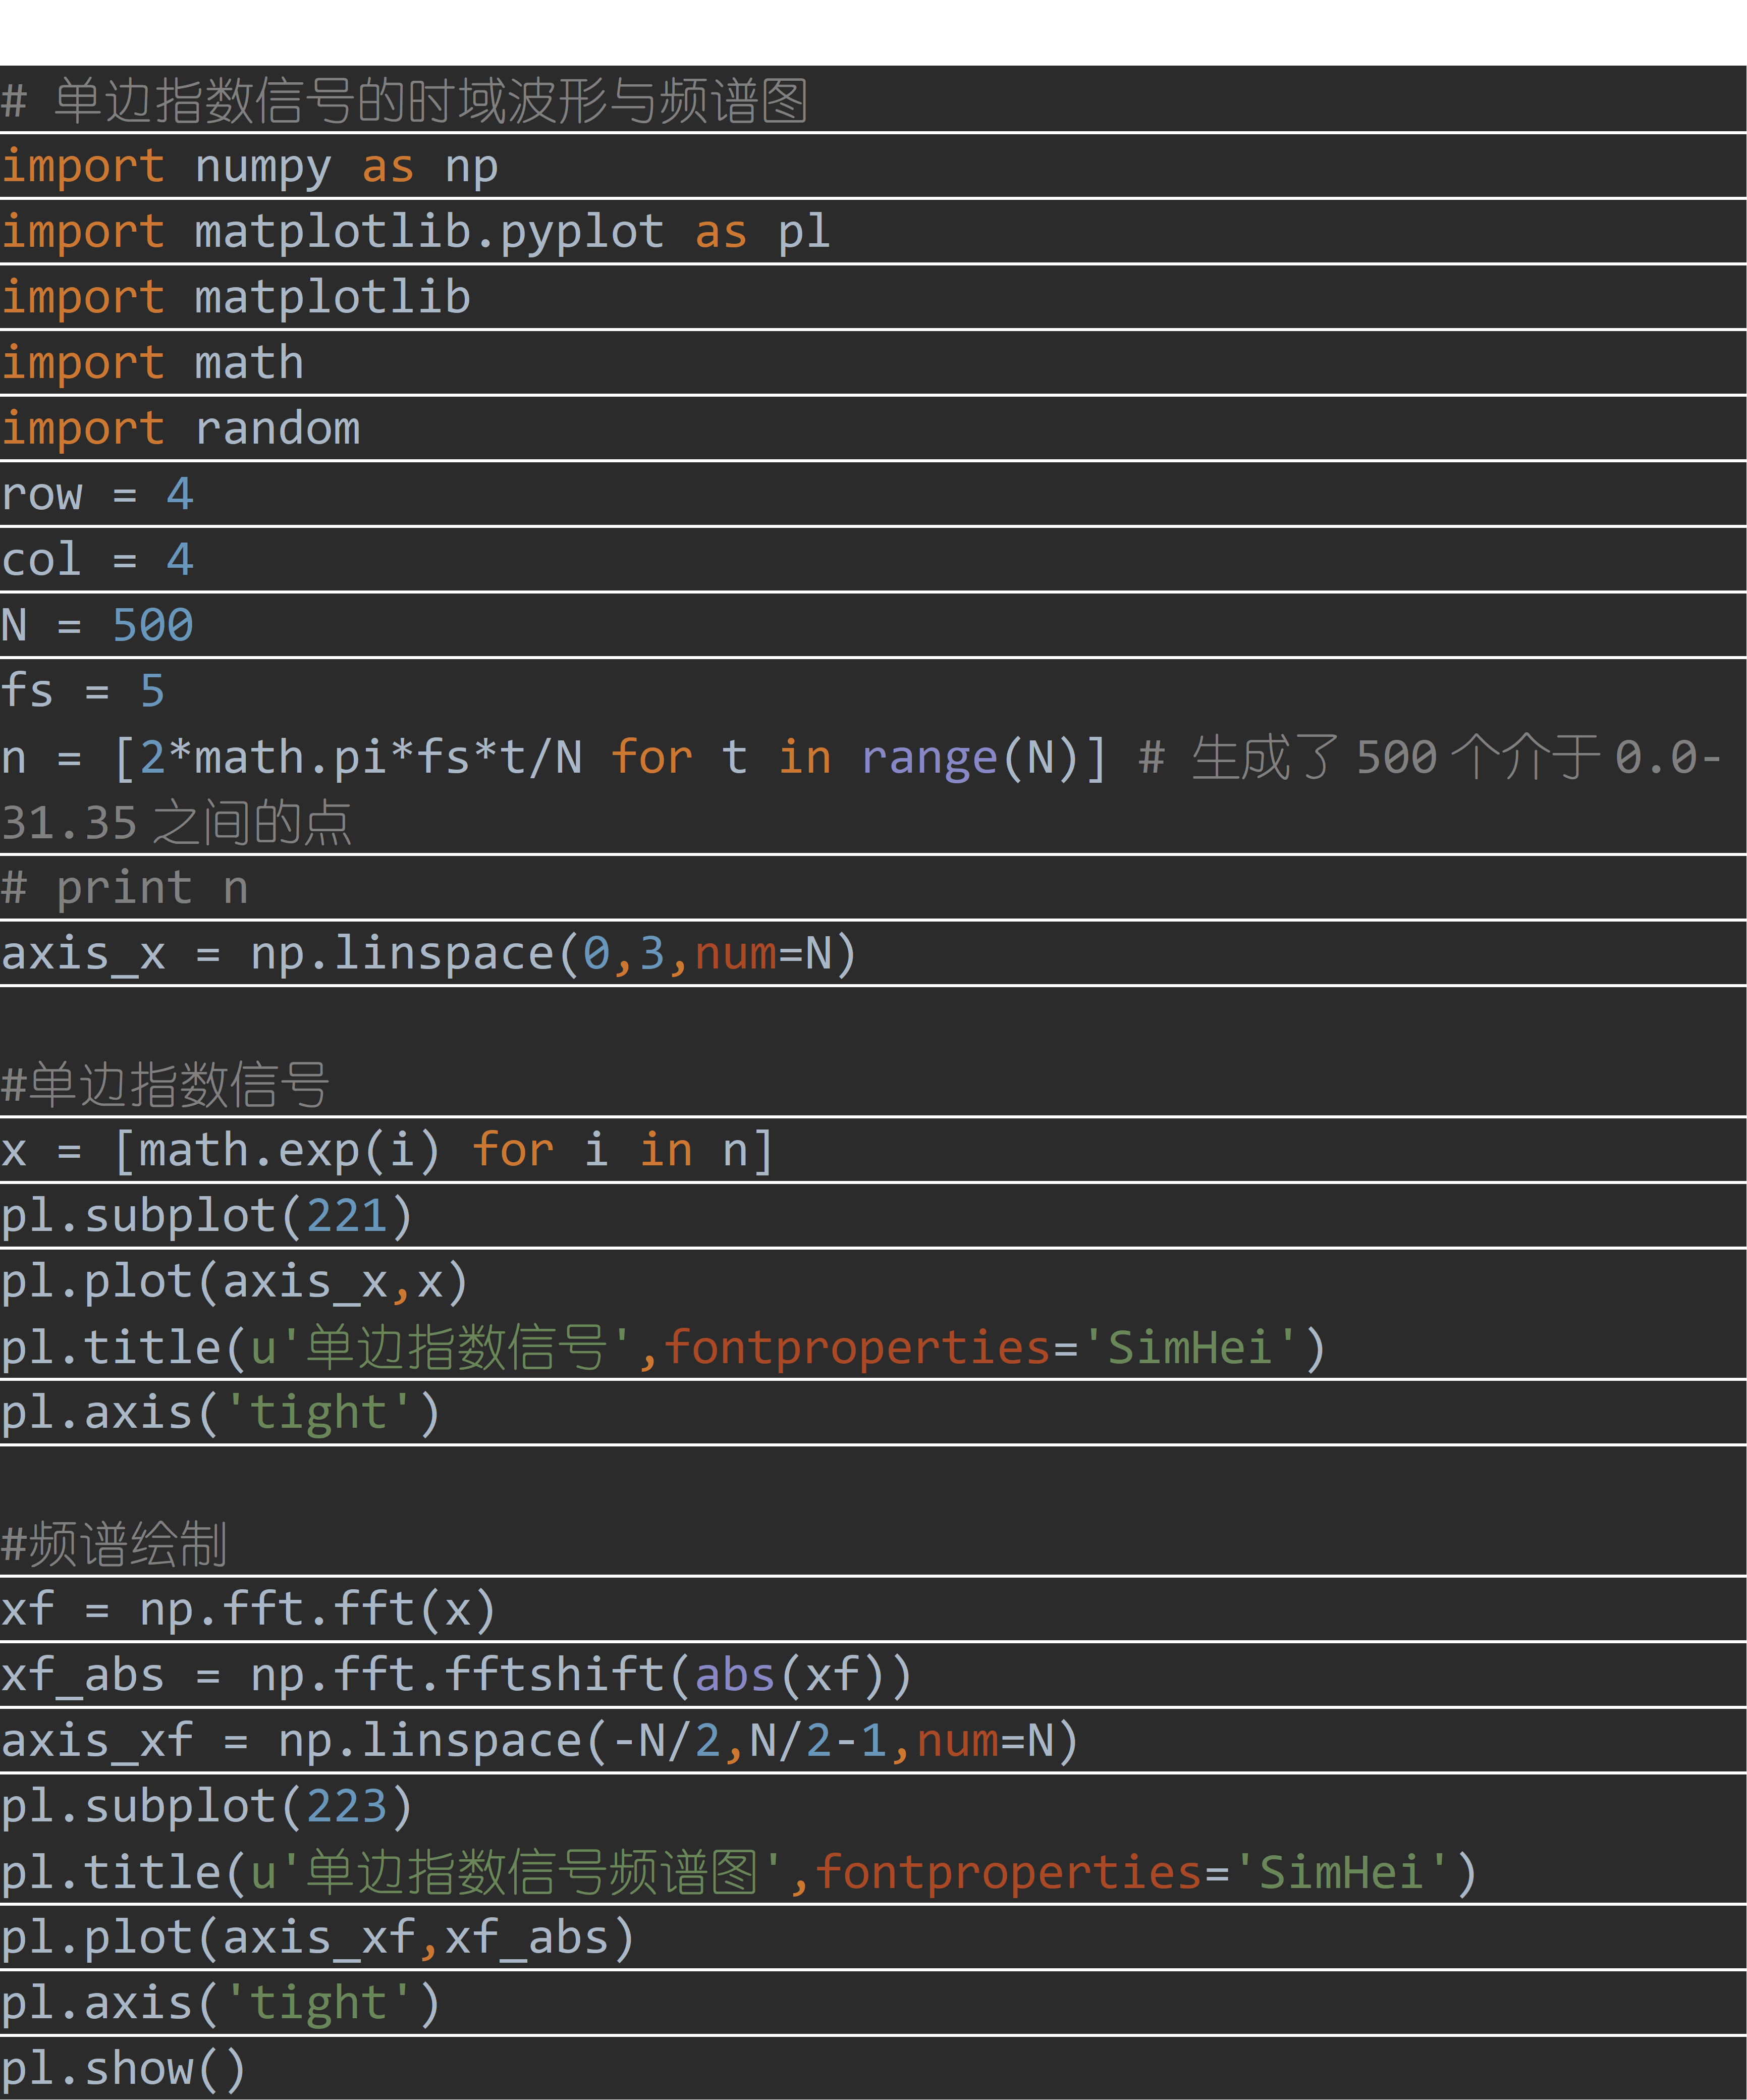 # 单边指数信号的时域波形与频谱图
import numpy as np
import matplotlib.pyplot as pl
import matplotlib
import math
import random
row = 4
col = 4
N = 500
fs = 5
n = [2*math.pi*fs*t/N for t in range(N)] # 生成了 500 个介于 0.0-
31.35 之间的点
# print n
axis_x = np.linspace(0,3,num=N)
#单边指数信号
x = [math.exp(i) for i in n]
pl.subplot(221)
pl.plot(axis_x,x)
pl.title(u'单边指数信号',fontproperties='SimHei')
pl.axis('tight')
#频谱绘制
xf = np.fft.fft(x)
xf_abs = np.fft.fftshift(abs(xf))
axis_xf = np.linspace(-N/2,N/2-1,num=N)
pl.subplot(223)
pl.title(u'单边指数信号频谱图',fontproperties='SimHei')
pl.plot(axis_xf,xf_abs)
pl.axis('tight')
pl.show()